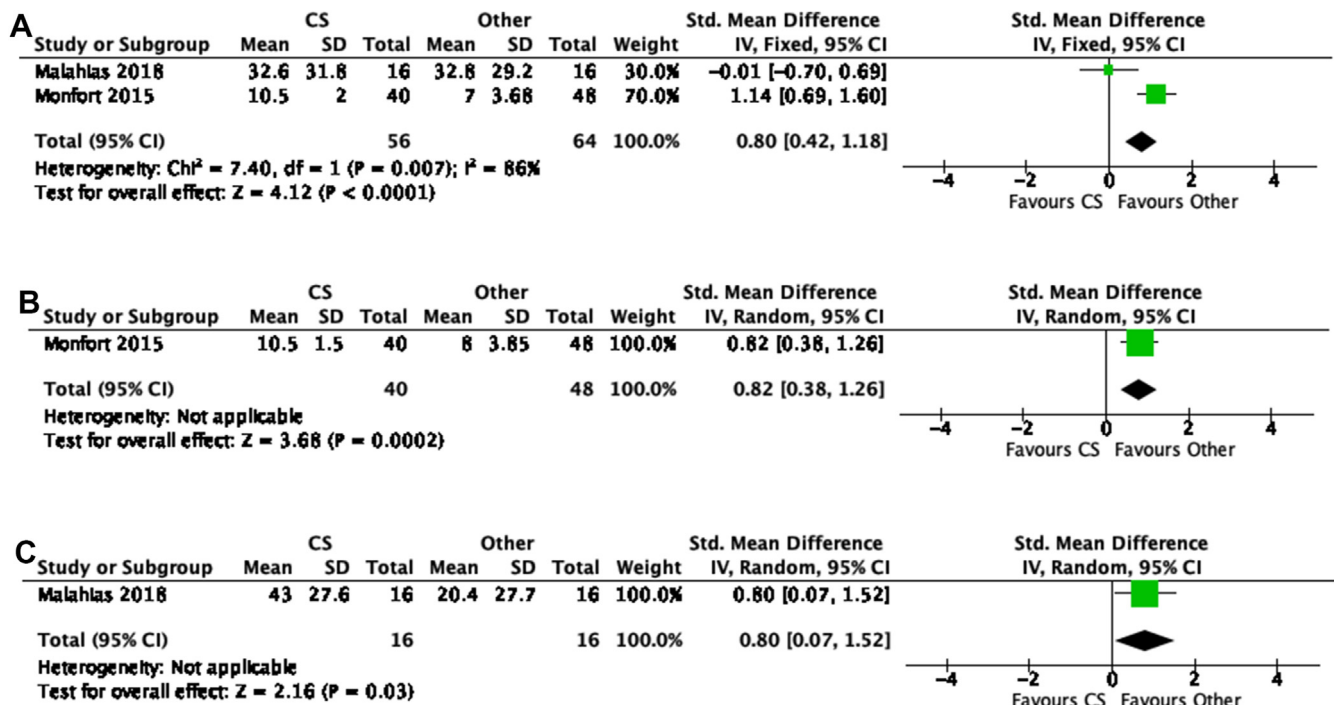 A
CS Other Std. Mean Difference Std. Mean Difference
Study or Subgroup Mean SD Total Mean SD Total Weight IV, Fixed, 95% CI IV, Fixed, 95% CI
Malahias 2018 32.6 31.8 16 32.8 29.2 16 30.0% −0.01 [−0.70, 0.69]
Monfort 2015 10.5 2 40 7 3.68 48 70.0% 1.14 [0.69, 1.60]
Total (95% CI) 56 64 100.0% 0.80 [0.42, 1.18]
Heterogeneity: Chi² = 7.40, df = 1 (P = 0.007); I² = 86%
Test for overall effect: Z = 4.12 (P < 0.0001)
−4 −2 0 2 4
Favours CS Favours Other
B
CS Other Std. Mean Difference Std. Mean Difference
Study or Subgroup Mean SD Total Mean SD Total Weight IV, Random, 95% CI IV, Random, 95% CI
Monfort 2015 10.5 1.5 40 8 3.85 48 100.0% 0.82 [0.38, 1.26]
Total (95% CI) 40 48 100.0% 0.82 [0.38, 1.26]
Heterogeneity: Not applicable
Test for overall effect: Z = 3.68 (P = 0.0002)
−4 −2 0 2 4
Favours CS Favours Other
C
CS Other Std. Mean Difference Std. Mean Difference
Study or Subgroup Mean SD Total Mean SD Total Weight IV, Random, 95% CI IV, Random, 95% CI
Malahias 2018 43 27.6 16 20.4 27.7 16 100.0% 0.80 [0.07, 1.52]
Total (95% CI) 16 16 100.0% 0.80 [0.07, 1.52]
Heterogeneity: Not applicable
Test for overall effect: Z = 2.16 (P = 0.03)
−4 −2 0 2 4
Favours CS Favours Other